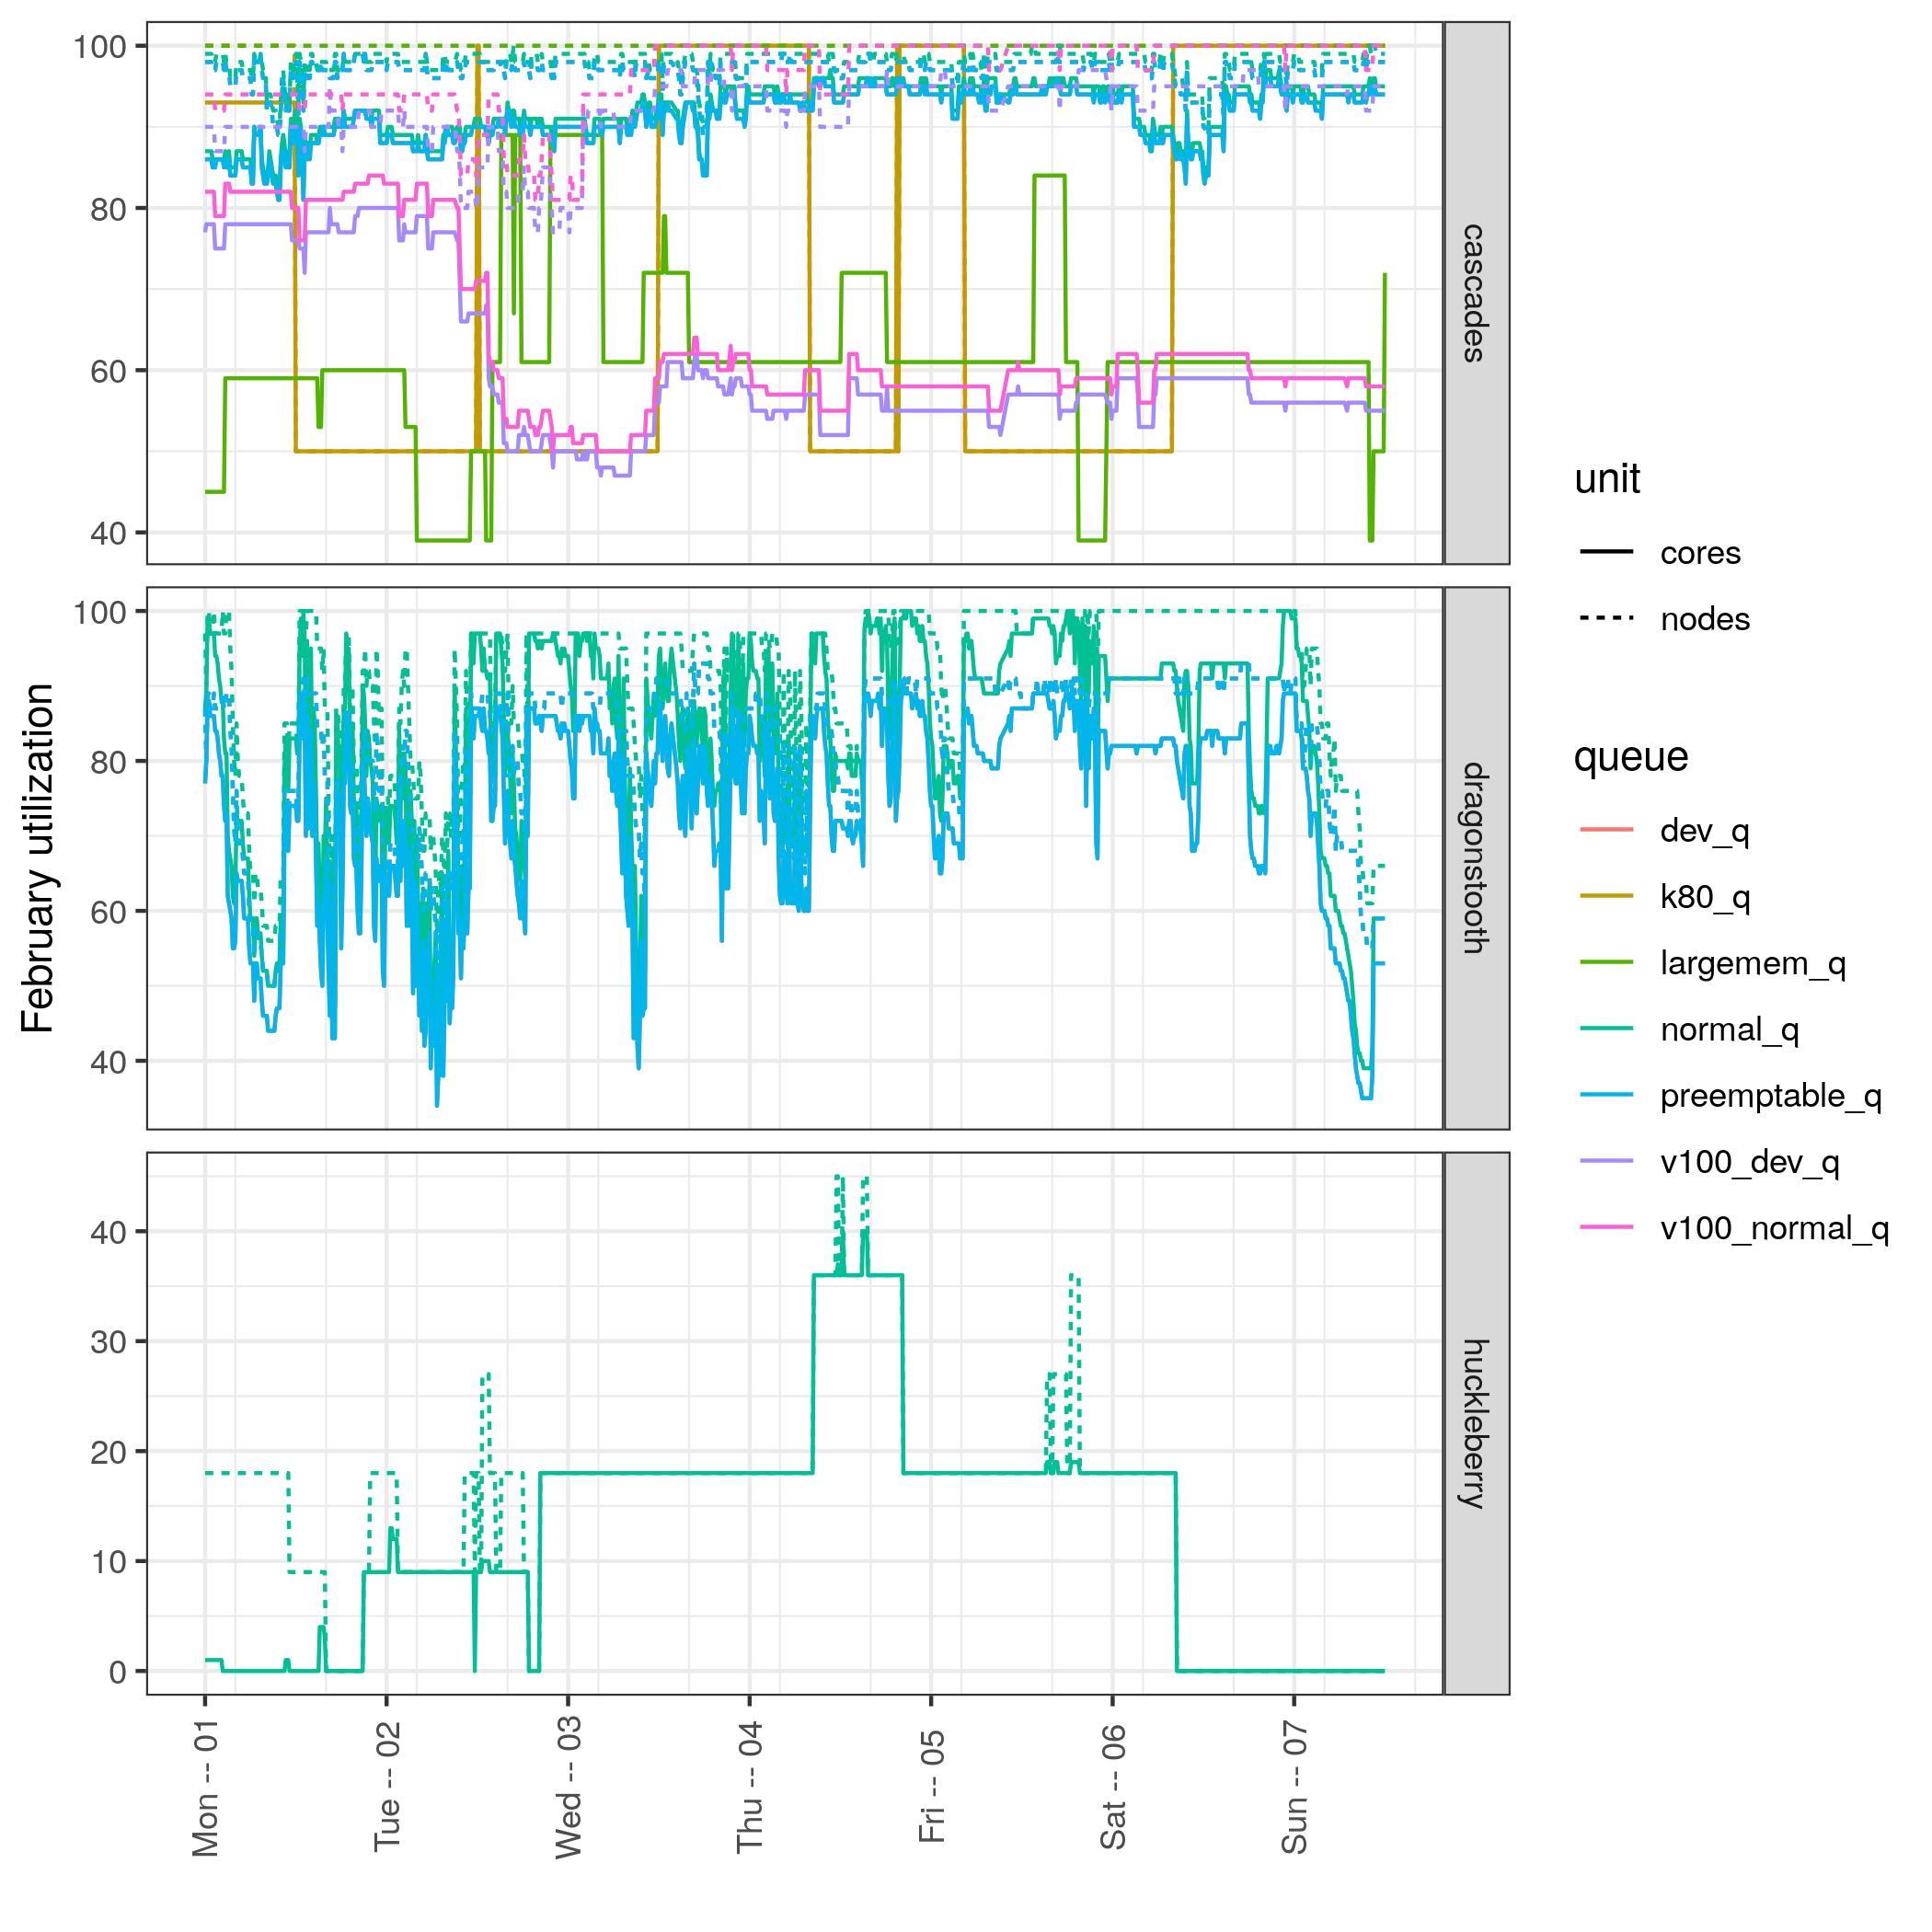 100
80
60
40
cascades
100
80
60
40
dragonstooth
40
30
20
10
0
huckleberry
February utilization
Mon -- 01
Tue -- 02
Wed -- 03
Thu -- 04
Fri -- 05
Sat -- 06
Sun -- 07
unit
cores
nodes
queue
dev_q
k80_q
largemem_q
normal_q
preemptable_q
v100_dev_q
v100_normal_q